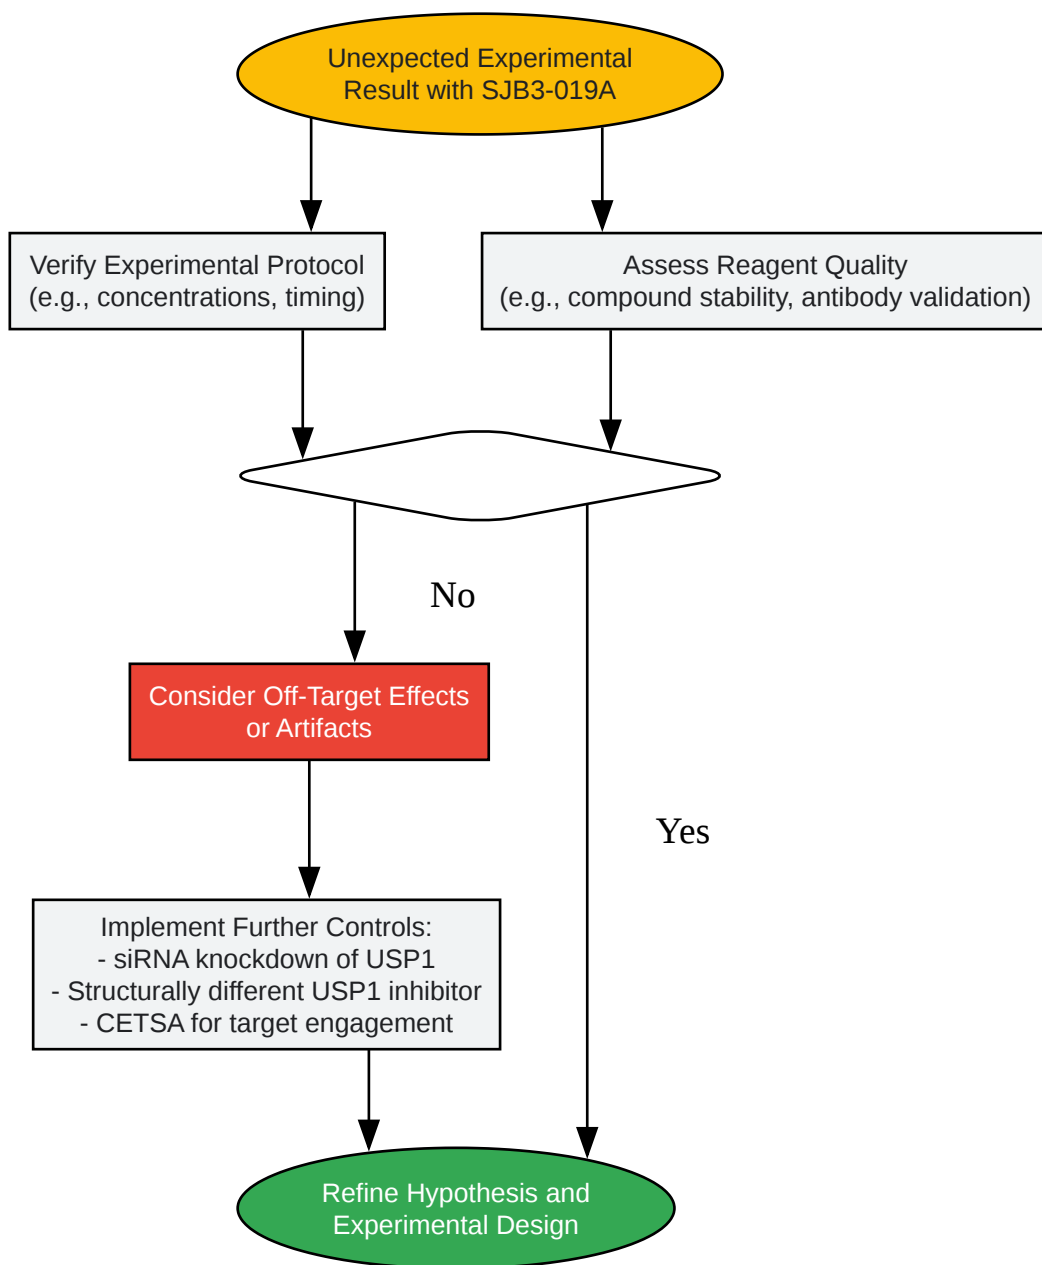 Unexpected Experimental
Result with SJB3-019A
Verify Experimental Protocol
(e.g., concentrations, timing)
Assess Reagent Quality
(e.g., compound stability, antibody validation)
No
Consider Off-Target Effects
or Artifacts
Yes
Implement Further Controls:
- siRNA knockdown of USP1
- Structurally different USP1 inhibitor
- CETSA for target engagement
Refine Hypothesis and
Experimental Design